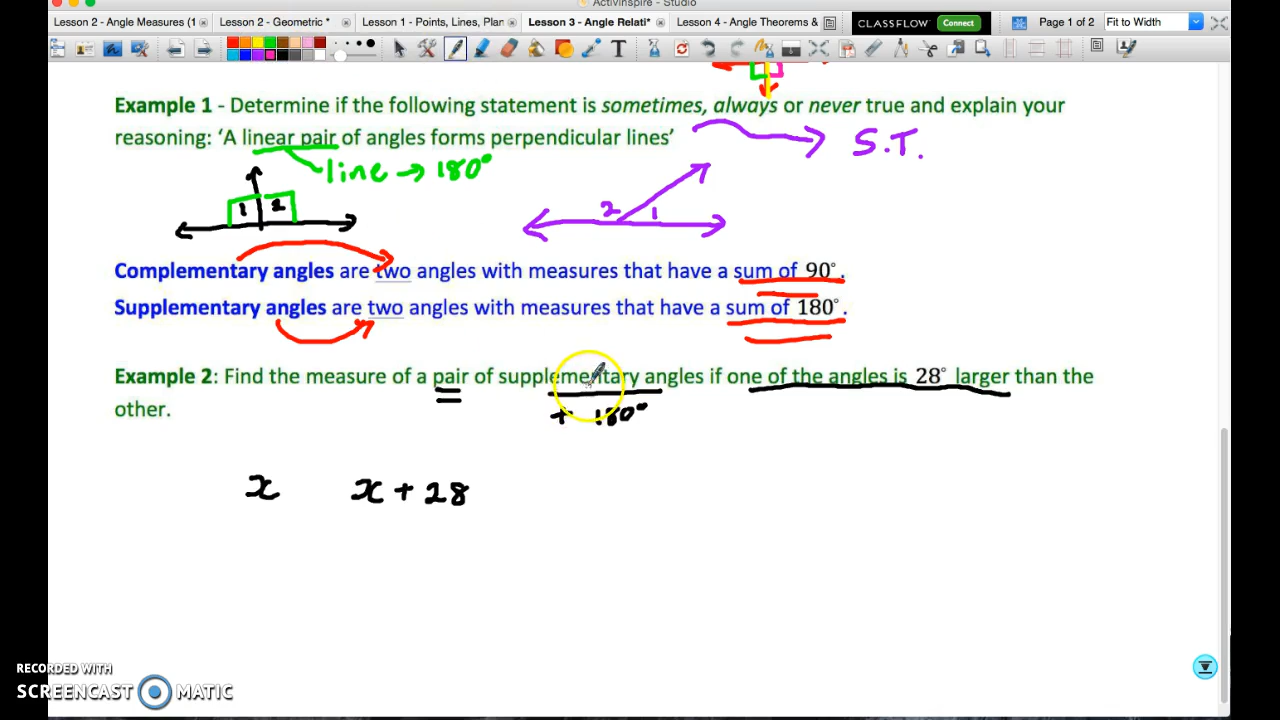 ActivInspire - Studio
Lesson 2 - Angle Measures (1
Lesson 2 - Geometric *
Lesson 1 - Points, Lines, Plan
Lesson 3 - Angle Relati*
Lesson 4 - Angle Theorems &
CLASSFLOW Connect
Page 1 of 2
Fit to Width
Example 1 - Determine if the following statement is sometimes, always or never true and explain your
reasoning: ‘A linear pair of angles forms perpendicular lines’
S.T.
line → 180°
1 2
2 1
Complementary angles are two angles with measures that have a sum of 90°.
Supplementary angles are two angles with measures that have a sum of 180°.
Example 2: Find the measure of a pair of supplementary angles if one of the angles is 28° larger than the
other.
=
+ 180°
x x + 28
RECORDED WITH
SCREENCAST MATIC